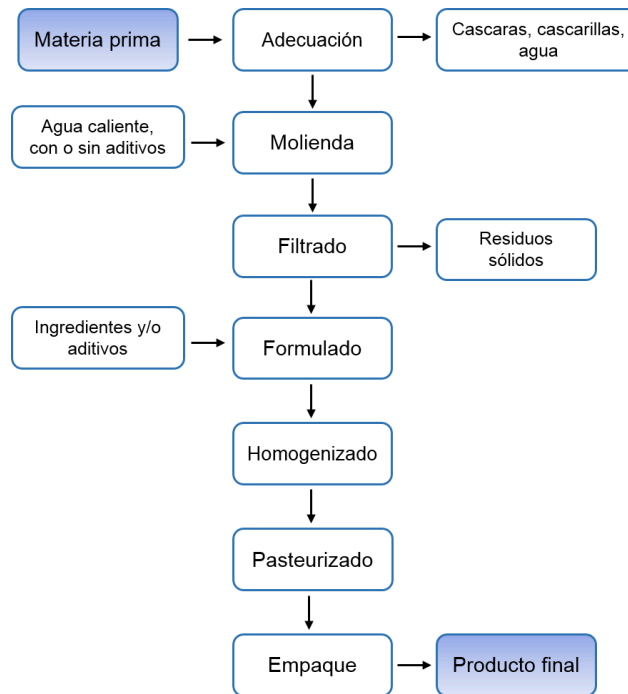 Materia prima
Adecuación
Cascaras, cascarillas,
agua
Agua caliente,
con o sin aditivos
Molienda
Filtrado
Residuos
sólidos
Ingredientes y/o
aditivos
Formulado
Homogenizado
Pasteurizado
Empaque
Producto final